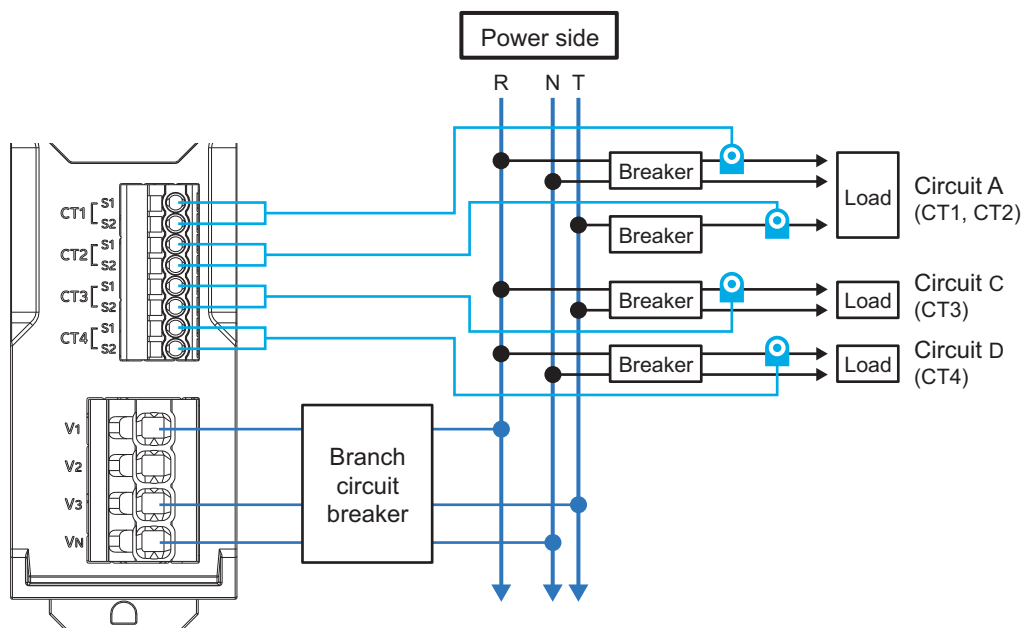 Power side
R N T
CT1 S1
S2
CT2 S1
S2
CT3 S1
S2
CT4 S1
S2
Breaker
Breaker
Load
Circuit A
(CT1, CT2)
Breaker
Load
Circuit C
(CT3)
Breaker
Load
Circuit D
(CT4)
V1
V2
V3
VN
Branch
circuit
breaker